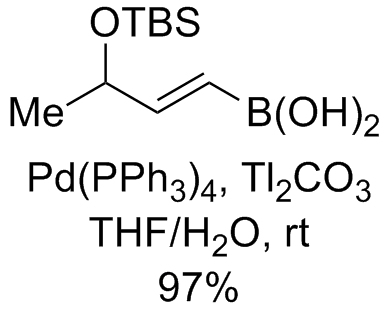 OTBS
Me
B(OH)₂
Pd(PPh₃)₄, Tl₂CO₃
THF/H₂O, rt
97%